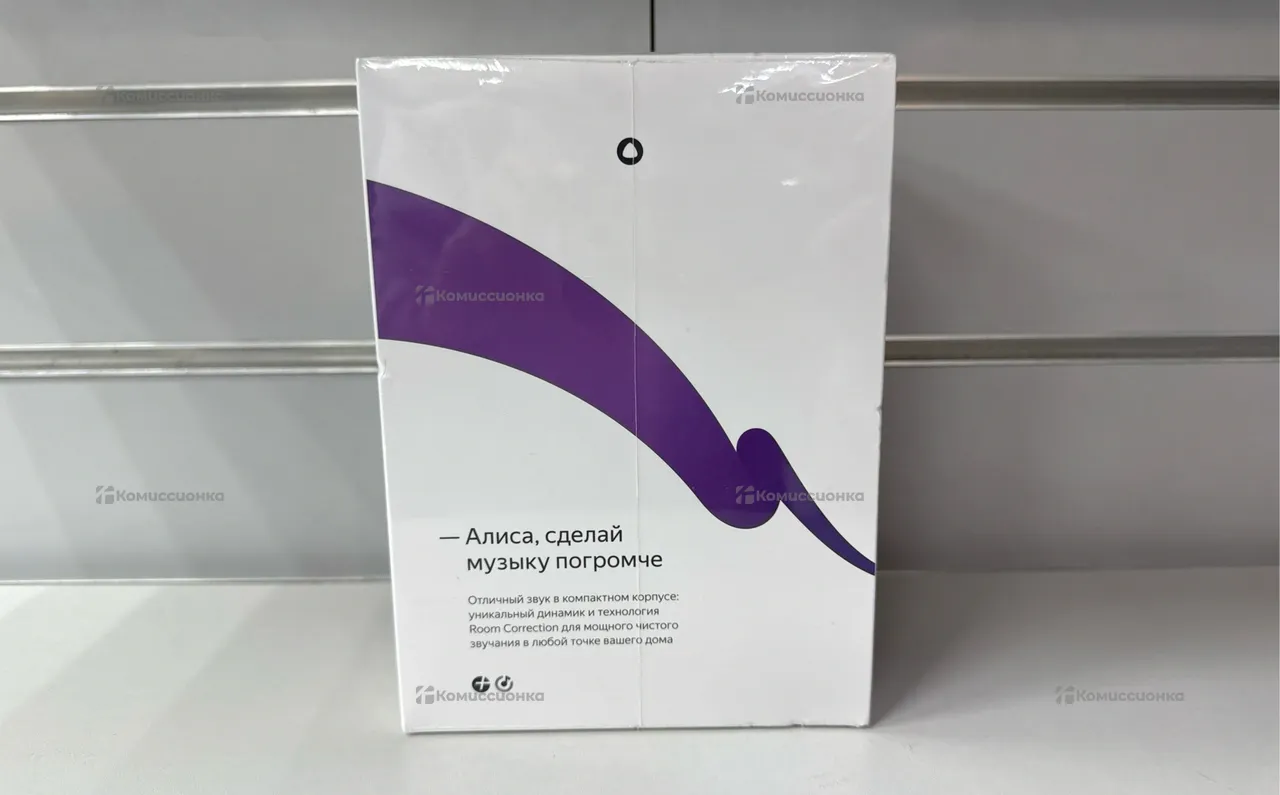 Комиссионка
Комиссионка
Комиссионка
Комиссионка
Комиссионка
— Алиса, сделай
музыку погромче
Отличный звук в компактном корпусе:
уникальный динамик и технология
Room Correction для мощного чистого
звучания в любой точке вашего дома
Комиссионка
Комиссионка